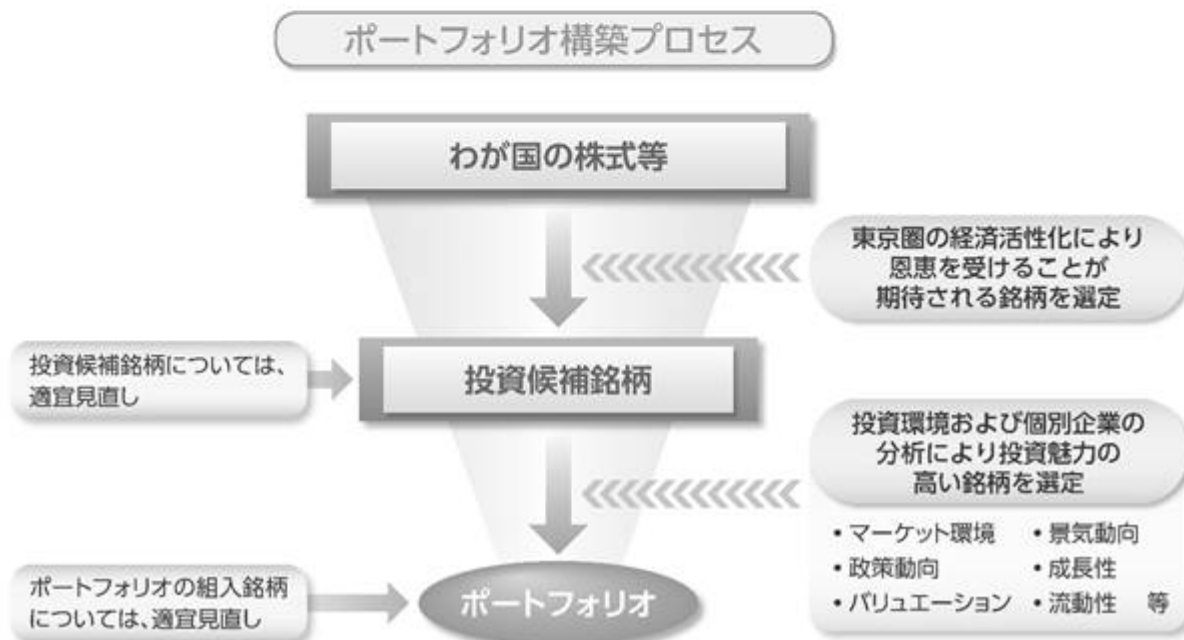 ポートフォリオ構築プロセス
わが国の株式等
東京圏の経済活性化により
恩恵を受けることが
期待される銘柄を選定
投資候補銘柄については、
適宜見直し
投資候補銘柄
投資環境および個別企業の
分析により投資魅力の
高い銘柄を選定
• マーケット環境 • 景気動向
• 政策動向 • 成長性
• バリュエーション • 流動性 等
ポートフォリオの組入銘柄
については、適宜見直し
ポートフォリオ